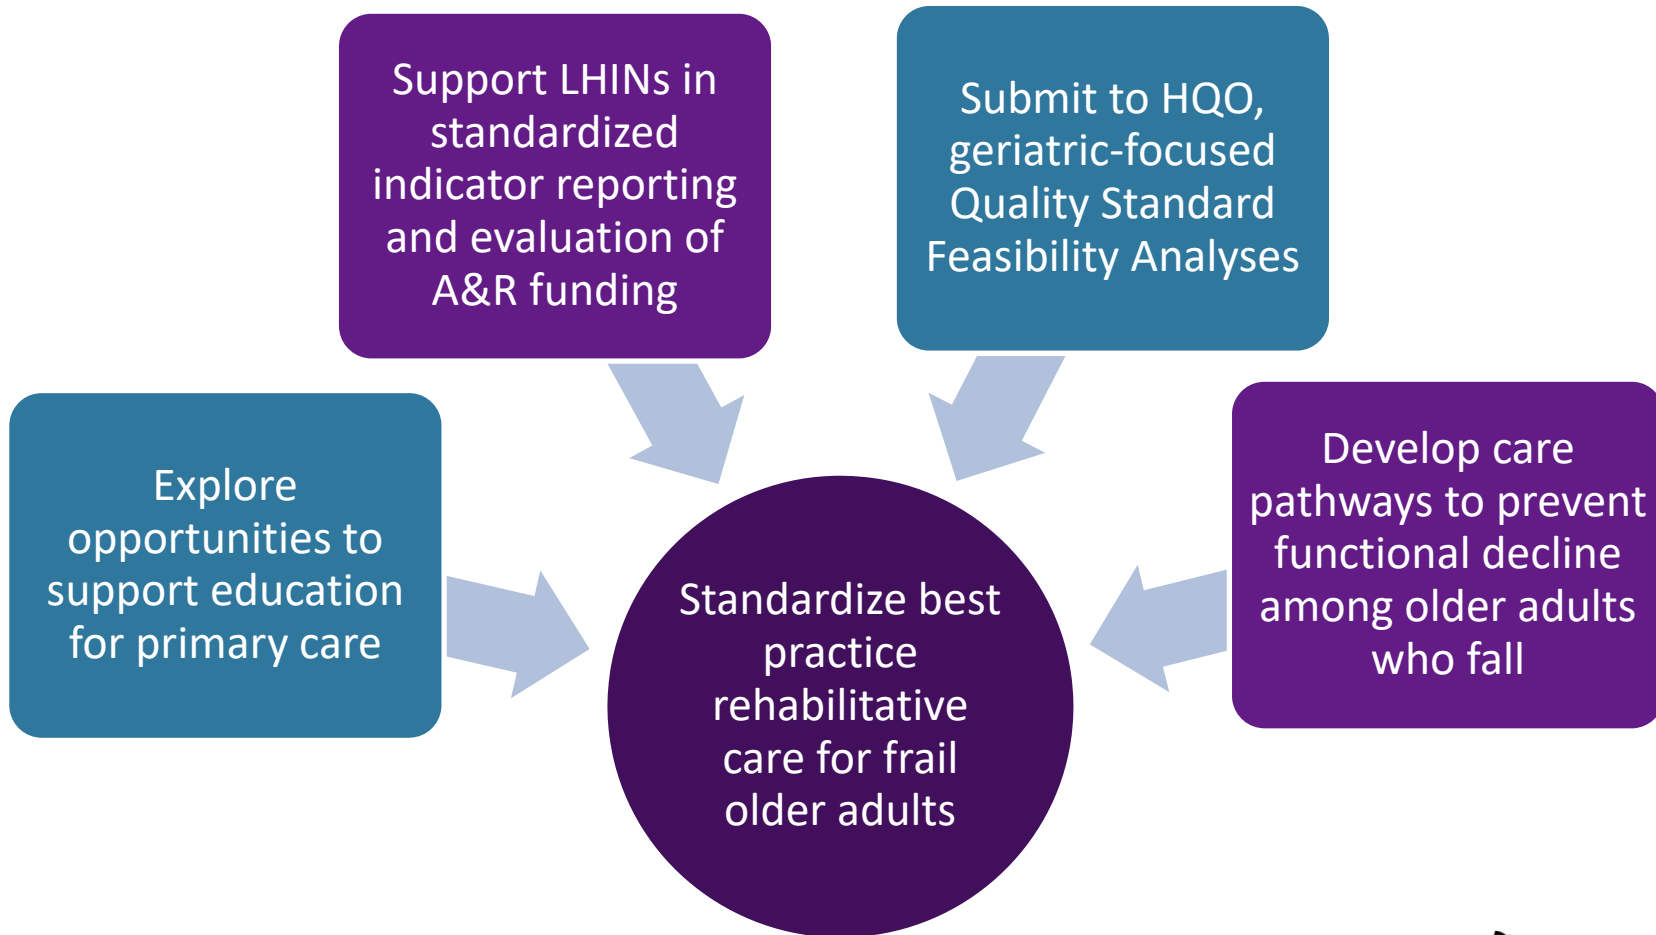 Support LHINs in
standardized
indicator reporting
and evaluation of
A&R funding
Submit to HQO,
geriatric-focused
Quality Standard
Feasibility Analyses
Explore
opportunities to
support education
for primary care
Develop care
pathways to prevent
functional decline
among older adults
who fall
Standardize best
practice
rehabilitative
care for frail
older adults